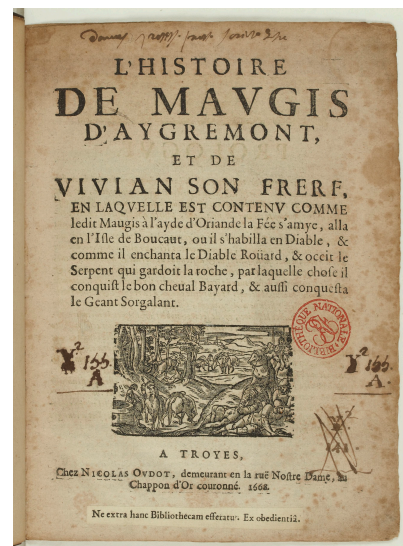 L'HISTOIRE
DE MAVGIS
D'AYGREMONT,
ET DE
VIVIAN SON FRERE,
EN LAQVELLE EST CONTENV COMME
ledit Maugis à l'ayde d'Oriande la Fée s'amye, alla
en l'Isle de Boucaut, ou il s'habilla en Diable, &
comme il enchanta le Diable Roüard, & occit le
Serpent qui gardoit la roche, par laquelle chose il
conquist le bon cheual Bayard, & aussi conquesta
le Geant Sorgalant.
BIBLIOTHEQUE NATIONALE
Y² 155.
A
Y² 155.
A
A TROYES,
Chez NICOLAS OVDOT, demeurant en la ruë Nostre Dame, au
Chappon d'Or couronné. 1668.
Ne extra hanc Bibliothecam efferatur. Ex obedientiâ.